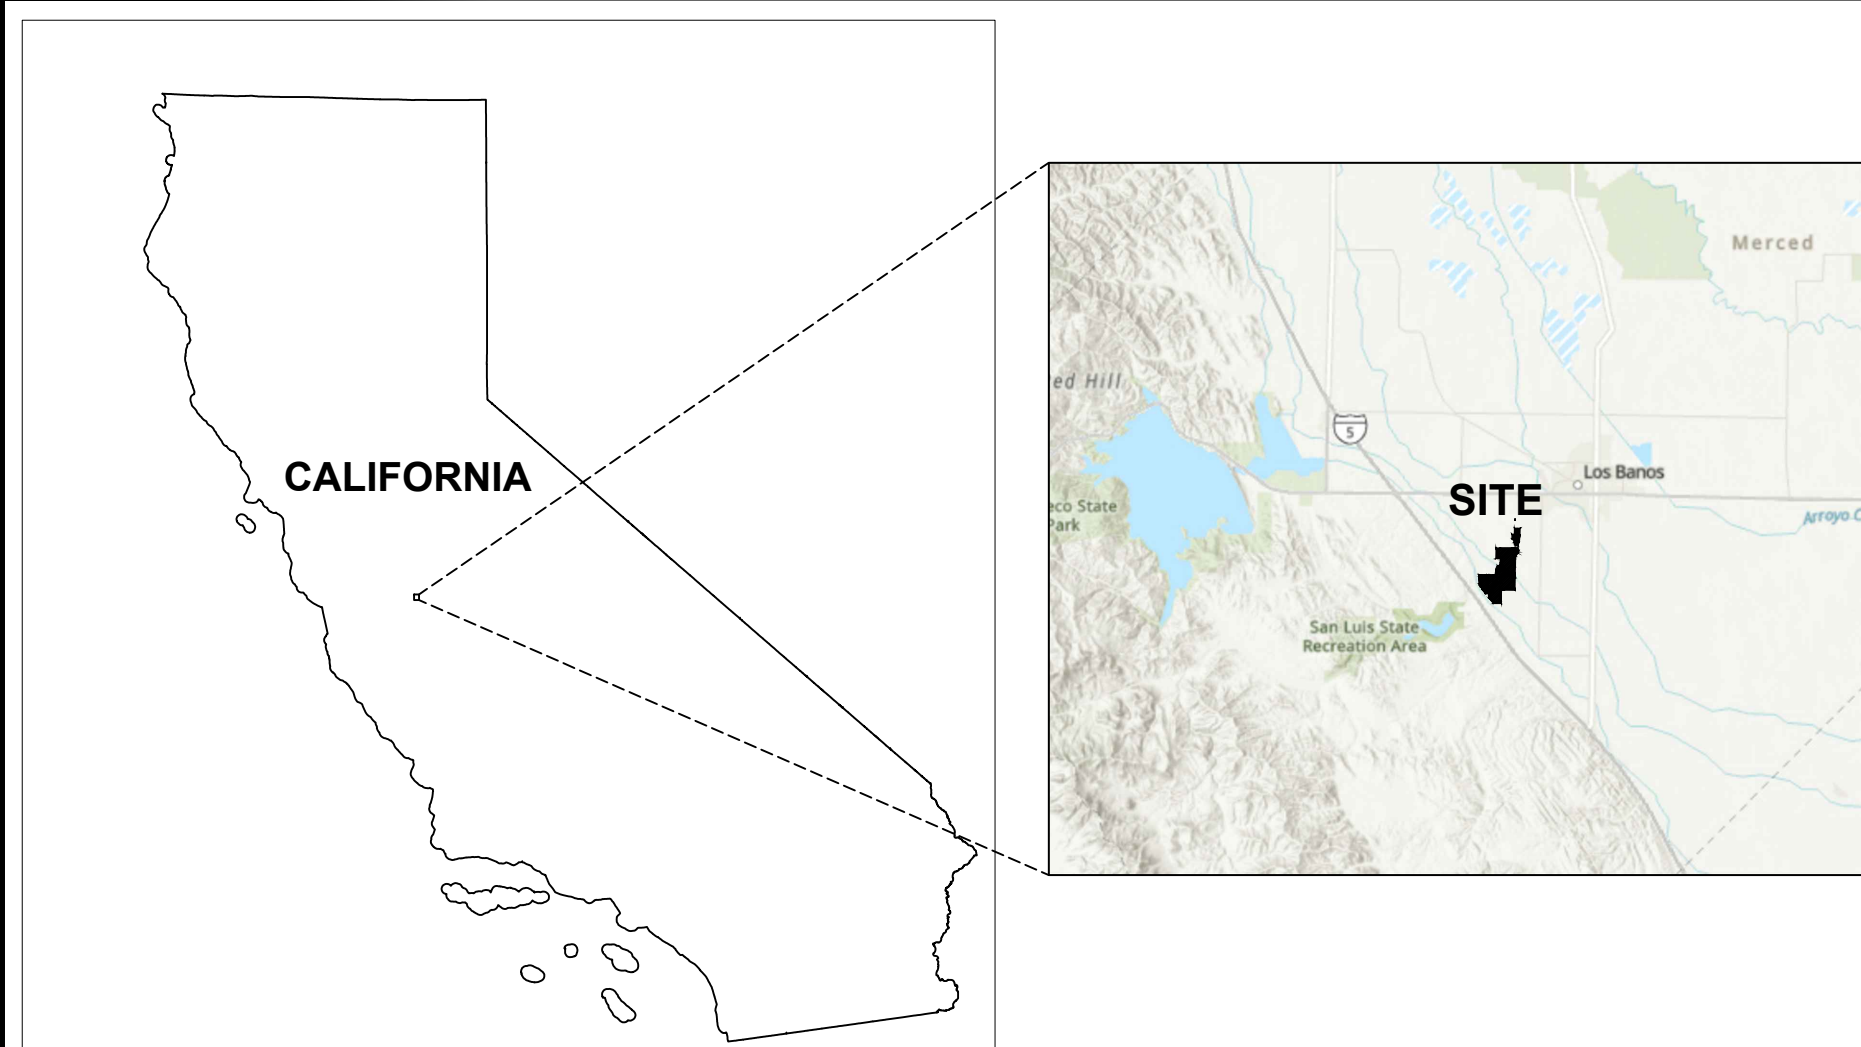 CALIFORNIA
Merced
ed Hill
5
Los Banos
SITE
eco State
Park
Arroyo C
San Luis State
Recreation Area